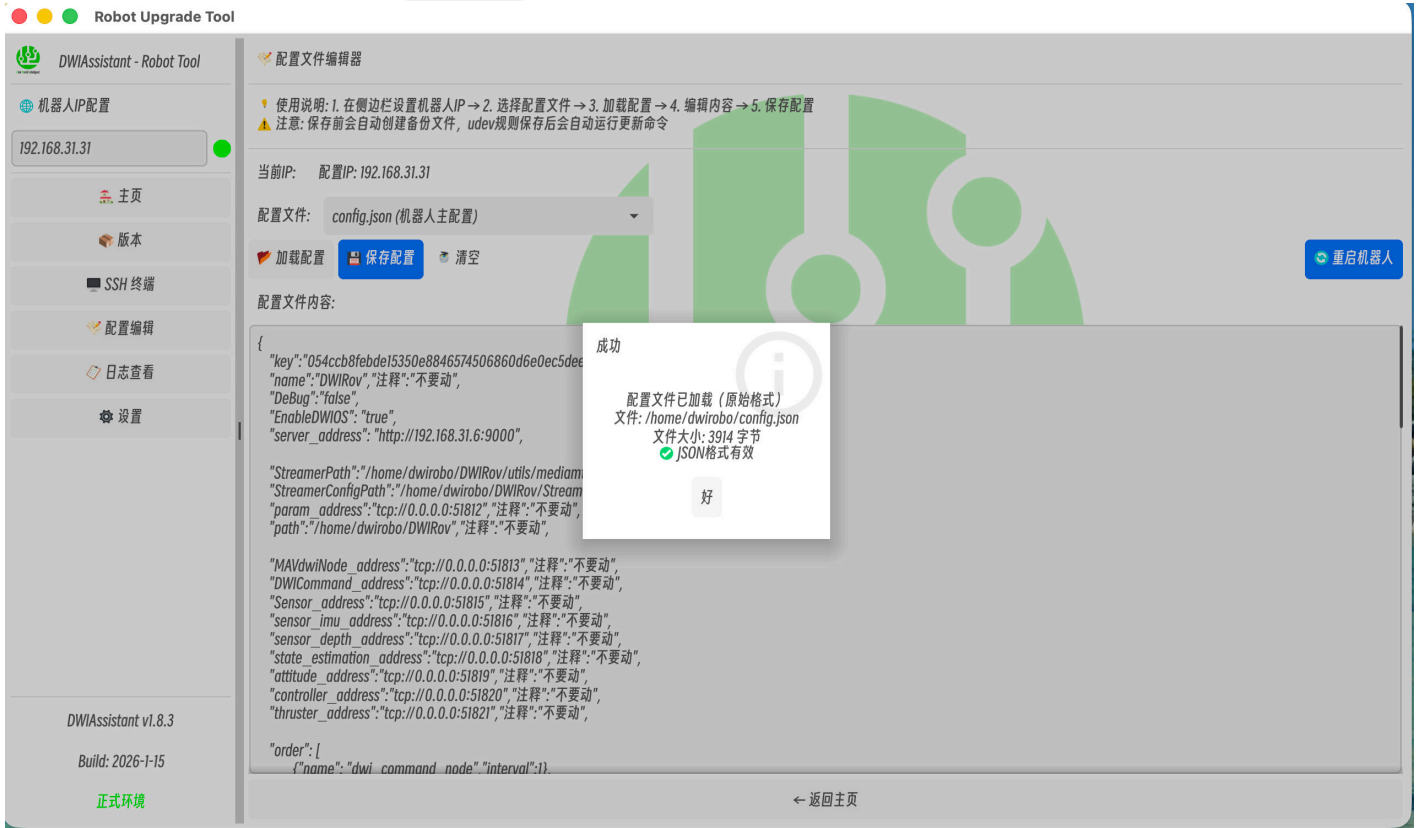 Robot Upgrade Tool
DWIAssistant - Robot Tool
机器人IP配置
192.168.31.31
主页
版本
SSH 终端
配置编辑
日志查看
设置
DWIAssistant v1.8.3
Build: 2026-1-15
正式环境
配置文件编辑器
使用说明: 1. 在侧边栏设置机器人IP → 2. 选择配置文件 → 3. 加载配置 → 4. 编辑内容 → 5. 保存配置
注意: 保存前会自动创建备份文件，udev规则保存后会自动运行更新命令
当前IP: 配置IP: 192.168.31.31
配置文件: config.json (机器人主配置)
加载配置 保存配置 清空 重启机器人
配置文件内容:
{
"key":"054ccb8febde15350e8846574506860d6e0ec5dee
"name":"DWIRov","注释":"不要动",
"DeBug":"false",
"EnableDWIOS": "true",
"server_address": "http://192.168.31.6:9000",
"StreamerPath":"/home/dwirobo/DWIRov/utils/mediam
"StreamerConfigPath":"/home/dwirobo/DWIRov/Stream
"param_address":"tcp://0.0.0.0:51812","注释":"不要动",
"path":"/home/dwirobo/DWIRov","注释":"不要动",
"MAVdwiNode_address":"tcp://0.0.0.0:51813","注释":"不要动",
"DWICommand_address":"tcp://0.0.0.0:51814","注释":"不要动",
"Sensor_address":"tcp://0.0.0.0:51815","注释":"不要动",
"sensor_imu_address":"tcp://0.0.0.0:51816","注释":"不要动",
"sensor_depth_address":"tcp://0.0.0.0:51817","注释":"不要动",
"state_estimation_address":"tcp://0.0.0.0:51818","注释":"不要动",
"attitude_address":"tcp://0.0.0.0:51819","注释":"不要动",
"controller_address":"tcp://0.0.0.0:51820","注释":"不要动",
"thruster_address":"tcp://0.0.0.0:51821","注释":"不要动",
"order": [
{"name": "dwi_command_node","interval":1},
成功
配置文件已加载（原始格式）
文件: /home/dwirobo/config.json
文件大小: 3914 字节
JSON格式有效
好
← 返回主页